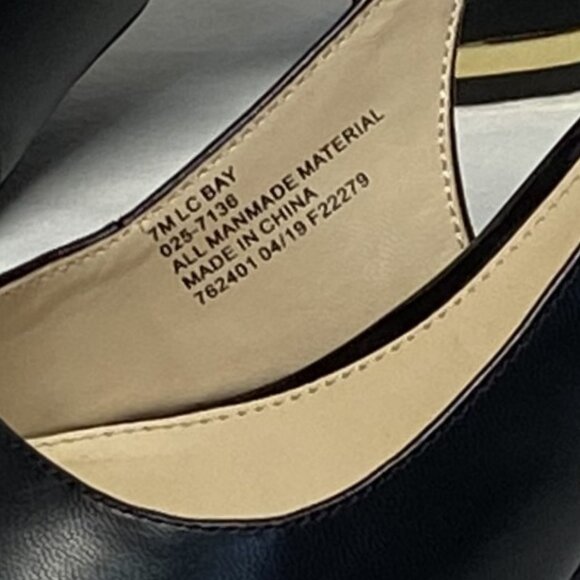 7M LC BAY
025-7136
ALL MANMADE MATERIAL
MADE IN CHINA
762401 04/19 F22279